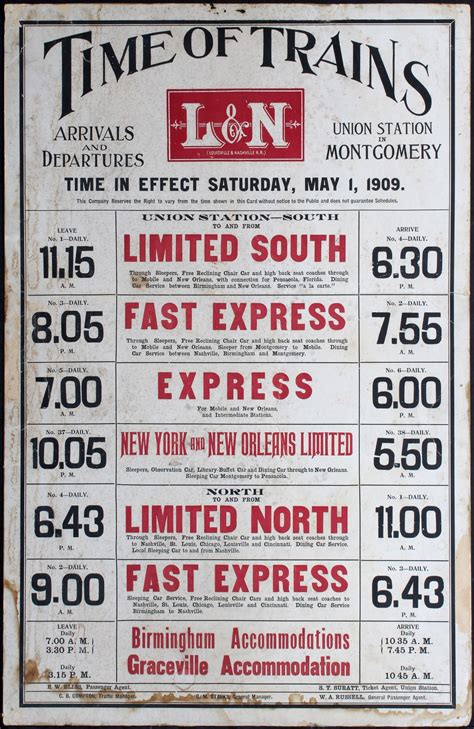 TIME OF TRAINS
ARRIVALS
AND
DEPARTURES
L&N
(LOUISVILLE & NASHVILLE R.R.)
UNION STATION
IN
MONTGOMERY
TIME IN EFFECT SATURDAY, MAY 1, 1909.
This Company Reserves the Right to vary from the time shown in this Card without notice to the Public and does not guarantee Schedules.
UNION STATION—SOUTH
TO AND FROM
LEAVE
No. 1—DAILY.
11.15
A. M.
LIMITED SOUTH
Through Sleepers, Free Reclining Chair Car and high back seat coaches through
to Mobile and New Orleans, with connection for Pensacola, Florida. Dining
Car Service between Birmingham and New Orleans. Service "a la carte."
ARRIVE
No. 4—DAILY.
6.30
P. M.
No. 3—DAILY.
8.05
P. M.
FAST EXPRESS
Through Sleepers, Free Reclining Chair Car and high back seat coaches through
to Mobile and New Orleans. Sleeper from Montgomery to Mobile. Dining
Car Service between Nashville, Birmingham and Montgomery.
No. 2—DAILY.
7.55
A. M.
No. 5—DAILY.
7.00
A. M.
EXPRESS
For Mobile and New Orleans,
and Intermediate Stations.
No. 6—DAILY.
6.00
P. M.
No. 37—DAILY.
10.05
P. M.
NEW YORK AND NEW ORLEANS LIMITED
Sleepers, Observation Car, Library-Buffet Car and Dining Car through to New Orleans.
Sleeping Car Montgomery to Pensacola.
No. 38—DAILY.
5.50
A. M.
NORTH
TO AND FROM
No. 4—DAILY.
6.43
P. M.
LIMITED NORTH
Through Sleepers, Free Reclining Chair Car and high back seat coaches to
Nashville, St. Louis, Chicago, Louisville and Cincinnati. Dining Car Service.
Local Sleeping Car to and from Nashville.
No. 1—DAILY.
11.00
A. M.
No. 2—DAILY.
9.00
A. M.
FAST EXPRESS
Sleeping Car Service, Free Reclining Chair Cars and high back seat coaches to
Nashville, St. Louis, Chicago, Louisville and Cincinnati. Dining Car Service
Birmingham to Nashville.
No. 3—DAILY.
6.43
P. M.
LEAVE
Daily
7.00 A. M.
3.30 P. M.
Birmingham Accommodations
ARRIVE
Daily
10.35 A. M.
7.45 P. M.
Daily
3.15 P. M.
Graceville Accommodation
Daily
10.45 A. M.
Passenger Agent.
C. B. COMPTON, Traffic Manager.
General Manager.
S. T. SURATT, Ticket Agent, Union Station.
W. A. RUSSELL, General Passenger Agent.